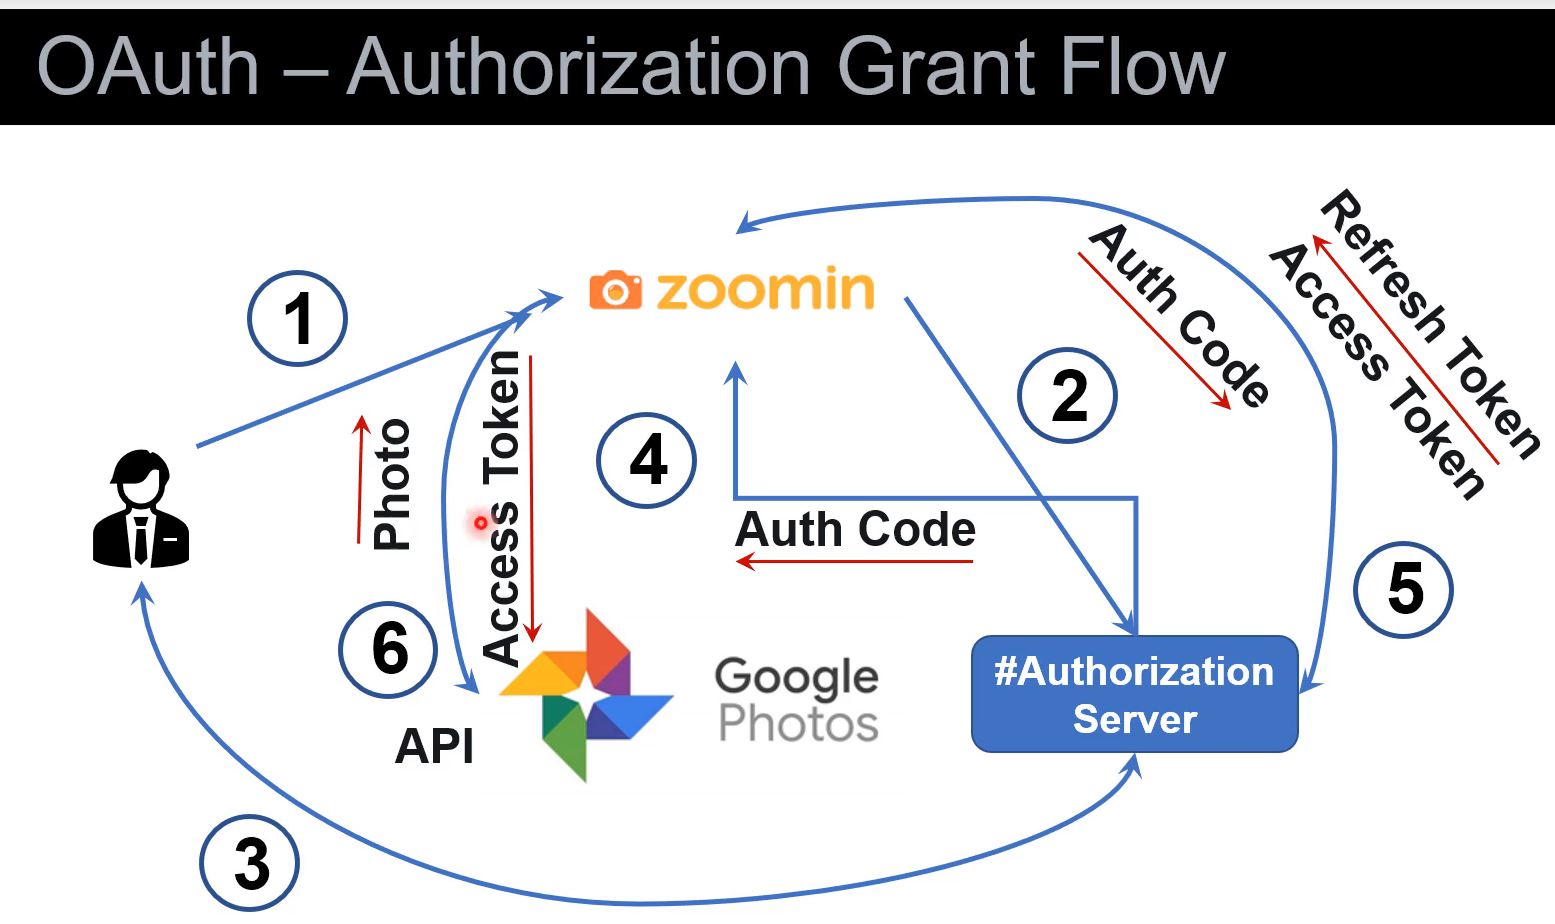 OAuth – Authorization Grant Flow
1
zoomin
Auth Code
Refresh Token
Access Token
2
Photo
Access Token
4
Auth Code
5
6
Google
Photos
#Authorization
Server
API
3